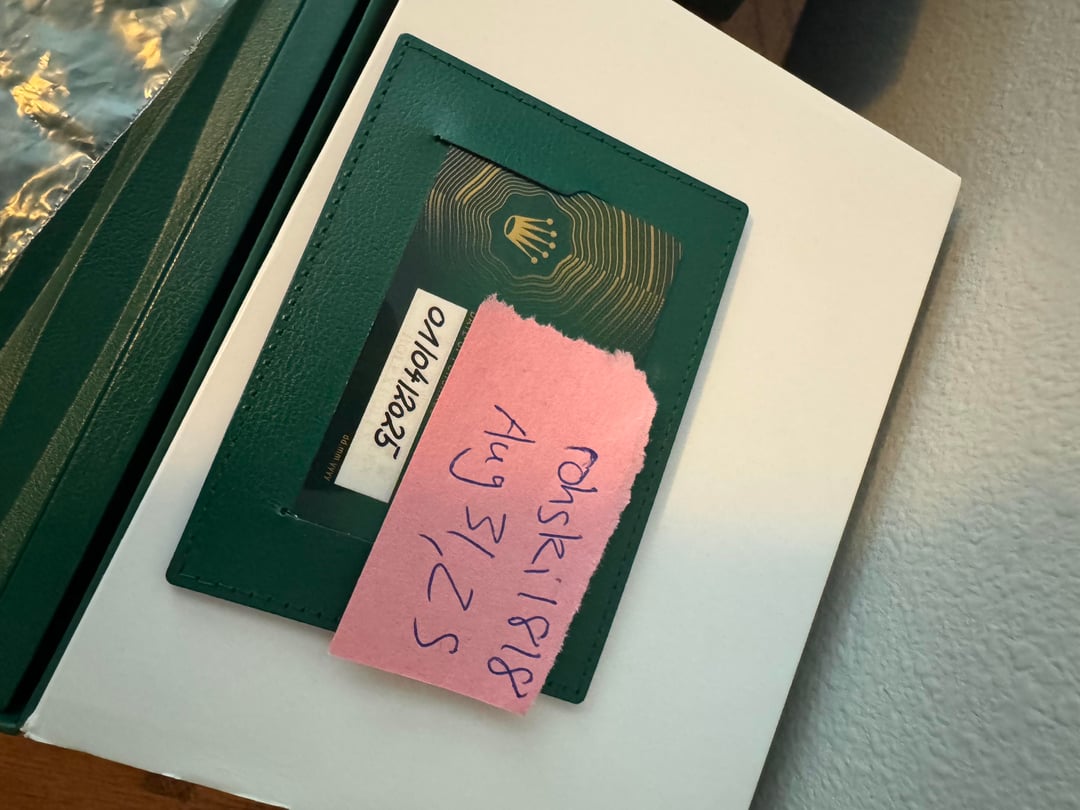 01/04/2025
dd mm yyyy
rohski1818
Aug 31, 25